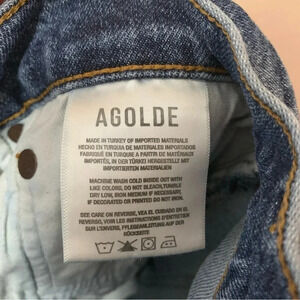 AGOLDE
MADE IN TURKEY OF IMPORTED MATERIALS
HECHO EN TURQUIA DE MATERIALES IMPORTADOS
FABRIQUÉ EN TURQUIE A PARTIR DE MATÉRIEL
IMPORTÉS, IN DER TÜRKEI HERGESTELLT MIT
IMPORTIERTEN MATERIALIEN
MACHINE WASH COLD INSIDE OUT WITH
LIKE COLORS, DO NOT BLEACH,TUMBLE
DRY LOW, IRON MEDIUM IF NECESSARY,
IF DECORATED OR PRINTED DO NOT IRON.
SEE CARE ON REVERSE, VEA EL CUIDADO EN EL
REVERSO, VOIR LES INSTRUCTIONS D'ENTRETIEN
SUR L'ENVERS, PFLEGEANLEITUNG AUF DER
RÜCKSEITE